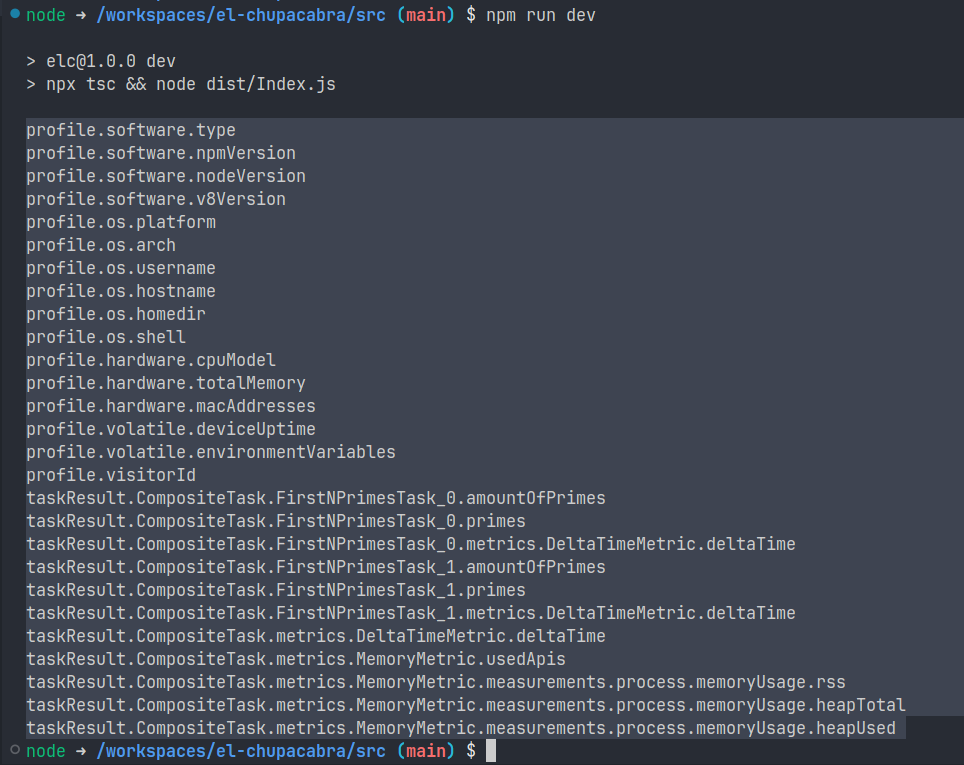 node → /workspaces/el-chupacabra/src (main) $ npm run dev
> elc@1.0.0 dev
> npx tsc && node dist/Index.js
profile.software.type
profile.software.npmVersion
profile.software.nodeVersion
profile.software.v8Version
profile.os.platform
profile.os.arch
profile.os.username
profile.os.hostname
profile.os.homedir
profile.os.shell
profile.hardware.cpuModel
profile.hardware.totalMemory
profile.hardware.macAddresses
profile.volatile.deviceUptime
profile.volatile.environmentVariables
profile.visitorId
taskResult.CompositeTask.FirstNPrimesTask_0.amountOfPrimes
taskResult.CompositeTask.FirstNPrimesTask_0.primes
taskResult.CompositeTask.FirstNPrimesTask_0.metrics.DeltaTimeMetric.deltaTime
taskResult.CompositeTask.FirstNPrimesTask_1.amountOfPrimes
taskResult.CompositeTask.FirstNPrimesTask_1.primes
taskResult.CompositeTask.FirstNPrimesTask_1.metrics.DeltaTimeMetric.deltaTime
taskResult.CompositeTask.metrics.DeltaTimeMetric.deltaTime
taskResult.CompositeTask.metrics.MemoryMetric.usedApis
taskResult.CompositeTask.metrics.MemoryMetric.measurements.process.memoryUsage.rss
taskResult.CompositeTask.metrics.MemoryMetric.measurements.process.memoryUsage.heapTotal
taskResult.CompositeTask.metrics.MemoryMetric.measurements.process.memoryUsage.heapUsed
node → /workspaces/el-chupacabra/src (main) $